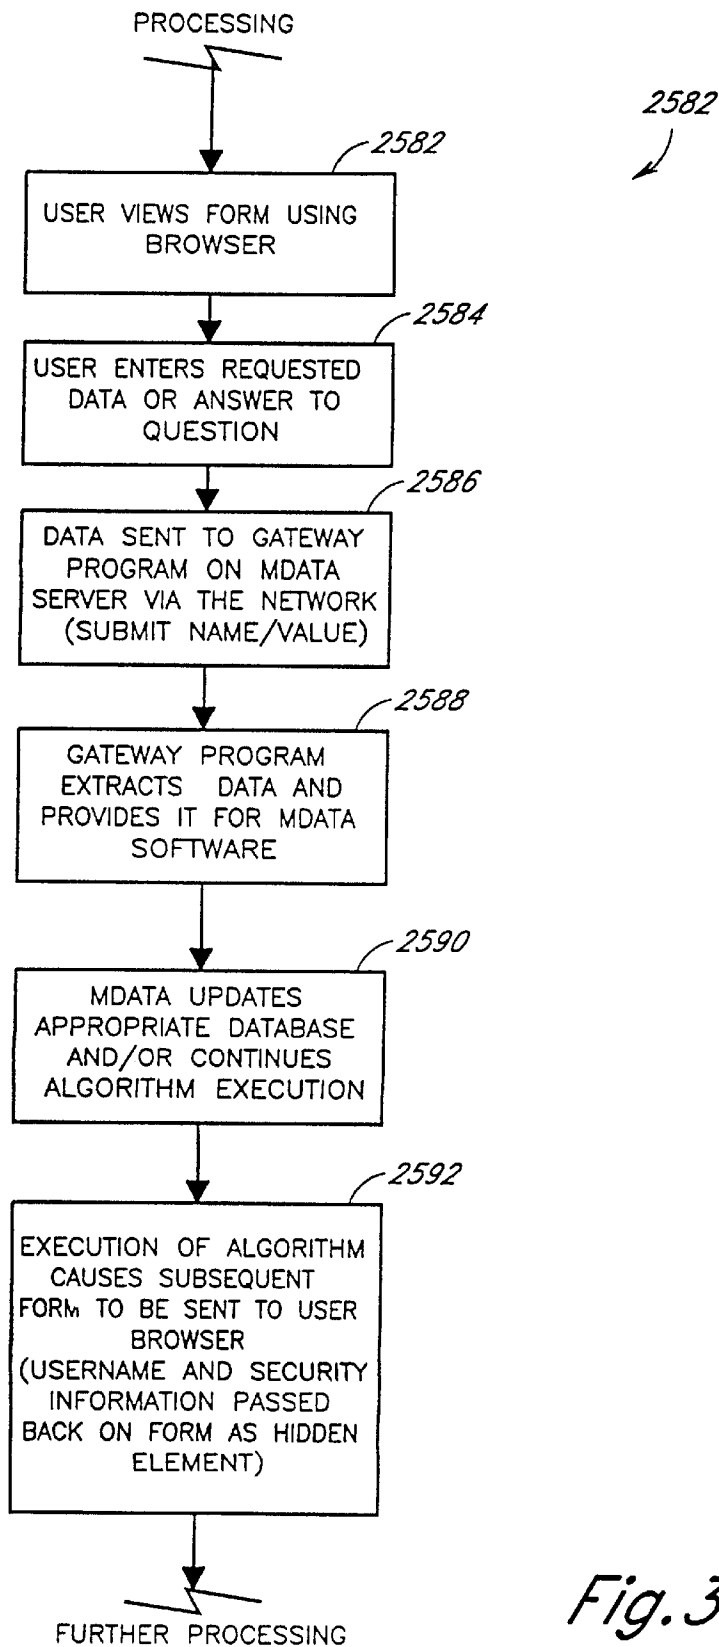 PROCESSING
2582
2582
USER VIEWS FORM USING
BROWSER
2584
USER ENTERS REQUESTED
DATA OR ANSWER TO
QUESTION
2586
DATA SENT TO GATEWAY
PROGRAM ON MDATA
SERVER VIA THE NETWORK
(SUBMIT NAME/VALUE)
2588
GATEWAY PROGRAM
EXTRACTS DATA AND
PROVIDES IT FOR MDATA
SOFTWARE
2590
MDATA UPDATES
APPROPRIATE DATABASE
AND/OR CONTINUES
ALGORITHM EXECUTION
2592
EXECUTION OF ALGORITHM
CAUSES SUBSEQUENT
FORM TO BE SENT TO USER
BROWSER
(USERNAME AND SECURITY
INFORMATION PASSED
BACK ON FORM AS HIDDEN
ELEMENT)
Fig. 3
FURTHER PROCESSING